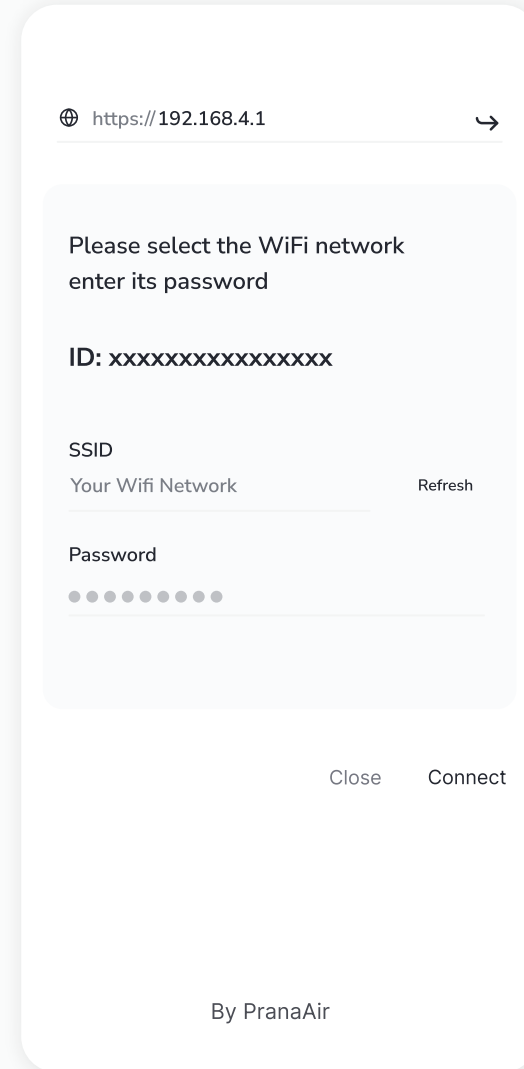 https://192.168.4.1
Please select the WiFi network
enter its password
ID: xxxxxxxxxxxxxxxx
SSID
Your Wifi Network
Refresh
Password
Close
Connect
By PranaAir